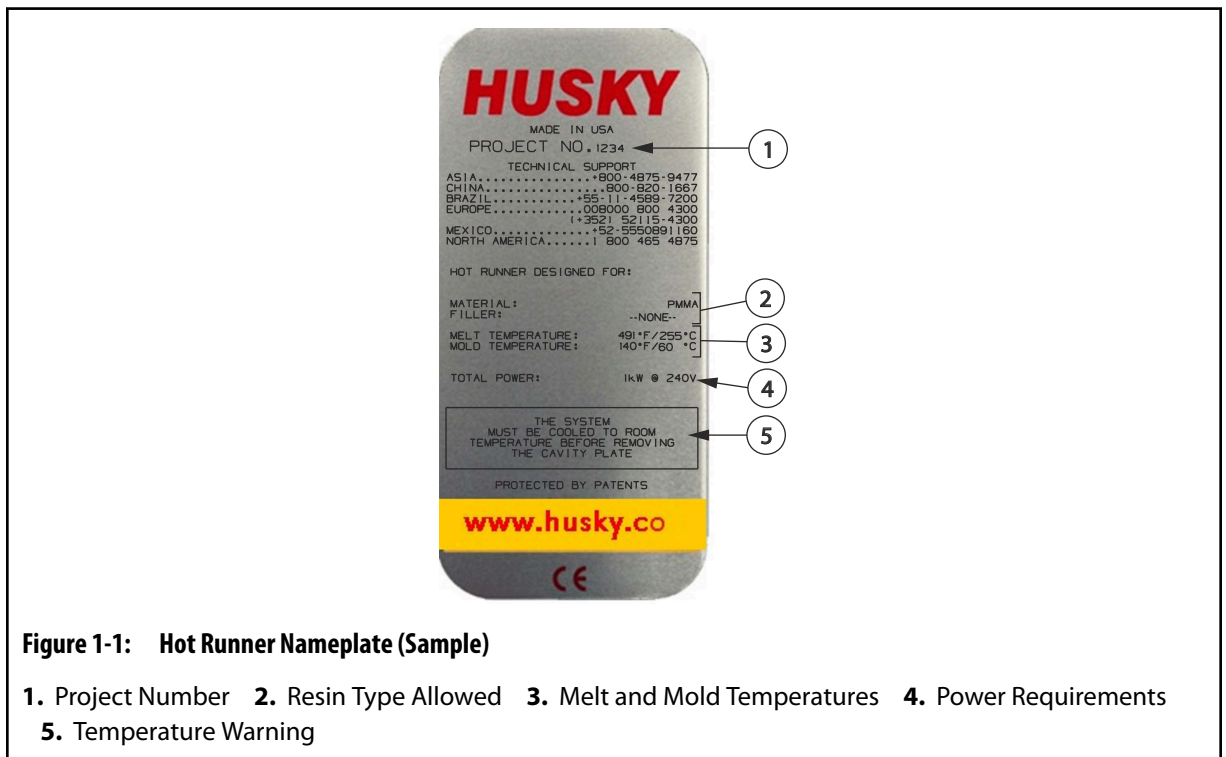 HUSKY
MADE IN USA
PROJECT NO.1234
1
TECHNICAL SUPPORT
ASIA...............+800-4875-9477
CHINA.................800-820-1667
BRAZIL............+55-11-4589-7200
EUROPE...........008000 800 4300
(+352) 52115-4300
MEXICO............+52-5550891160
NORTH AMERICA......1 800 465 4875
HOT RUNNER DESIGNED FOR:
MATERIAL: PMMA
FILLER: --NONE--
2
MELT TEMPERATURE: 491°F/255°C
MOLD TEMPERATURE: 140°F/60 °C
3
TOTAL POWER: 1kW @ 240V
4
THE SYSTEM
MUST BE COOLED TO ROOM
TEMPERATURE BEFORE REMOVING
THE CAVITY PLATE
5
PROTECTED BY PATENTS
www.husky.co
CE
Figure 1-1: Hot Runner Nameplate (Sample)
1. Project Number 2. Resin Type Allowed 3. Melt and Mold Temperatures 4. Power Requirements
5. Temperature Warning